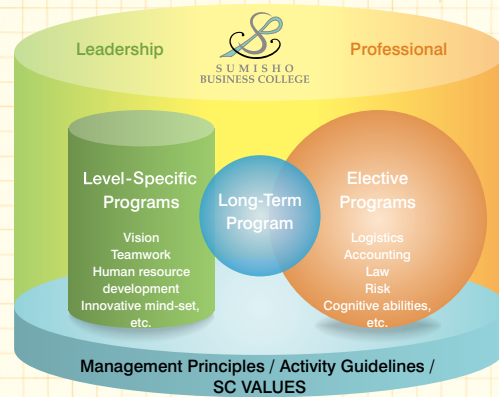 Leadership
Professional
SUMISHO
BUSINESS COLLEGE
Level-Specific
Programs
Vision
Teamwork
Human resource
development
Innovative mind-set,
etc.
Long-Term
Program
Elective
Programs
Logistics
Accounting
Law
Risk
Cognitive abilities,
etc.
Management Principles / Activity Guidelines /
SC VALUES